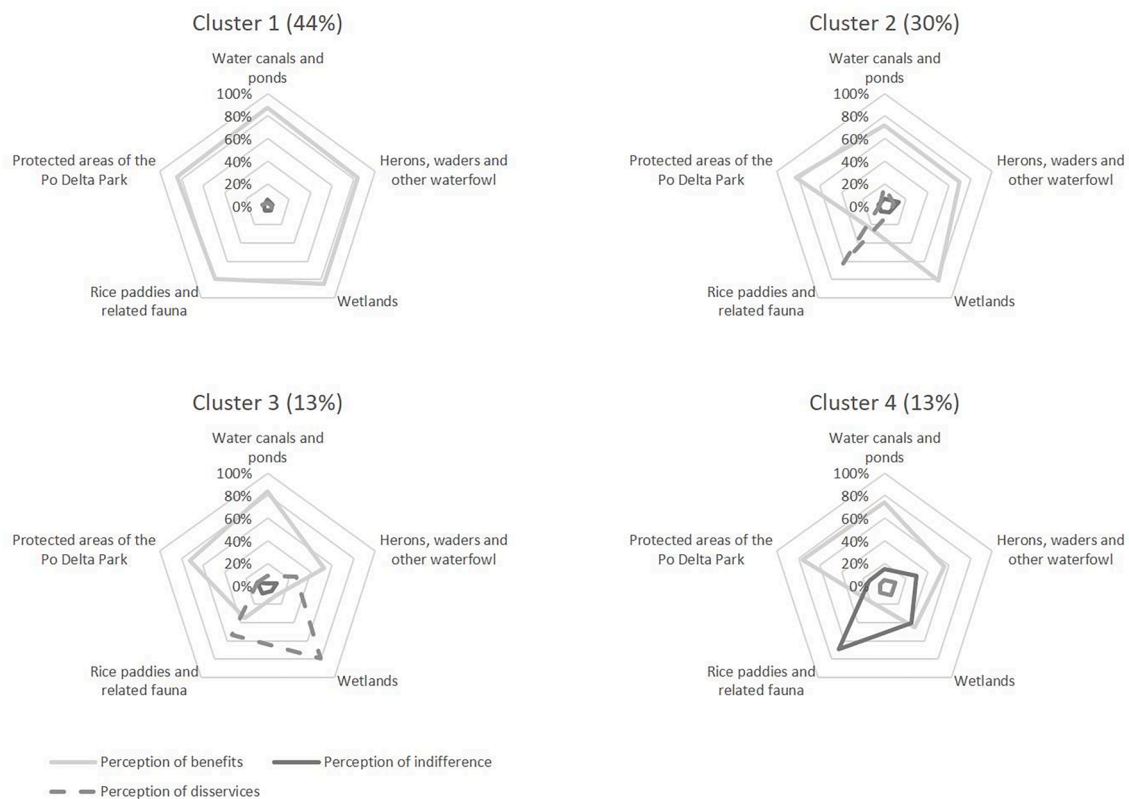 Cluster 1 (44%)
Water canals and
ponds
100%
80%
60%
40%
20%
0%
Herons, waders and
other waterfowl
Wetlands
Rice paddies and
related fauna
Protected areas of the
Po Delta Park
Cluster 2 (30%)
Water canals and
ponds
100%
80%
60%
40%
20%
0%
Herons, waders and
other waterfowl
Wetlands
Rice paddies and
related fauna
Protected areas of the
Po Delta Park
Cluster 3 (13%)
Water canals and
ponds
100%
80%
60%
40%
20%
0%
Herons, waders and
other waterfowl
Wetlands
Rice paddies and
related fauna
Protected areas of the
Po Delta Park
Cluster 4 (13%)
Water canals and
ponds
100%
80%
60%
40%
20%
0%
Herons, waders and
other waterfowl
Wetlands
Rice paddies and
related fauna
Protected areas of the
Po Delta Park
Perception of benefits
Perception of indifference
Perception of disservices